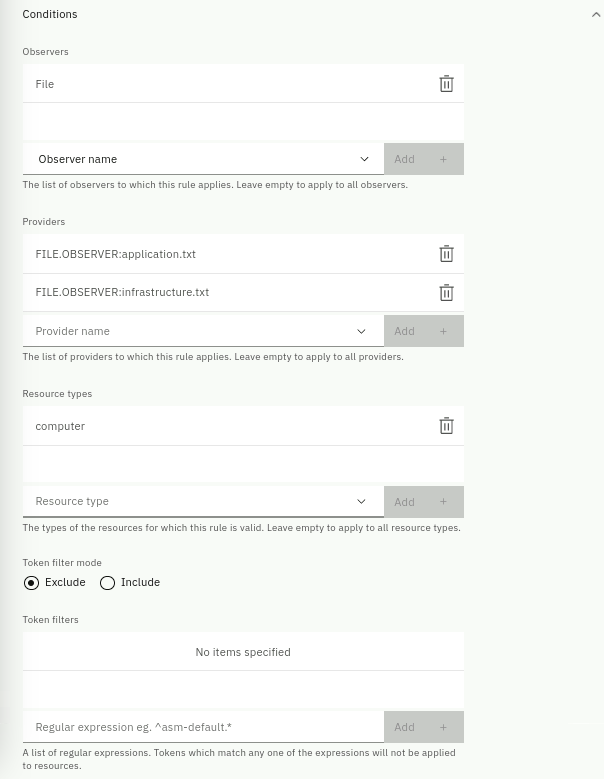 Conditions
Observers
File
Observer name
Add +
The list of observers to which this rule applies. Leave empty to apply to all observers.
Providers
FILE.OBSERVER:application.txt
FILE.OBSERVER:infrastructure.txt
Provider name
Add +
The list of providers to which this rule applies. Leave empty to apply to all providers.
Resource types
computer
Resource type
Add +
The types of the resources for which this rule is valid. Leave empty to apply to all resource types.
Token filter mode
Exclude Include
Token filters
No items specified
Regular expression eg. ^asm-default.*
Add +
A list of regular expressions. Tokens which match any one of the expressions will not be applied
to resources.